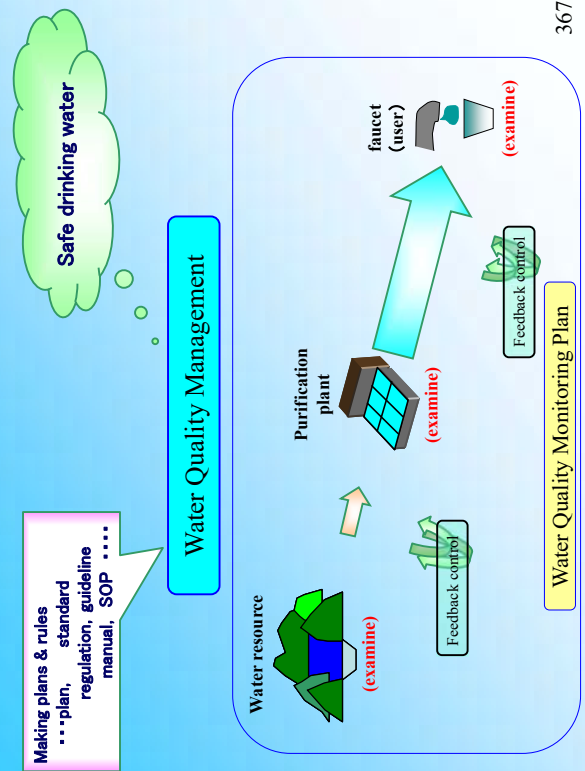 Making plans & rules
･･･plan, standard
regulation, guideline
manual, SOP ････
Safe drinking water
Water Quality Management
Water resource
(examine)
Purification
plant
(examine)
faucet
(user)
(examine)
Feedback control
Feedback control
Water Quality Monitoring Plan
367